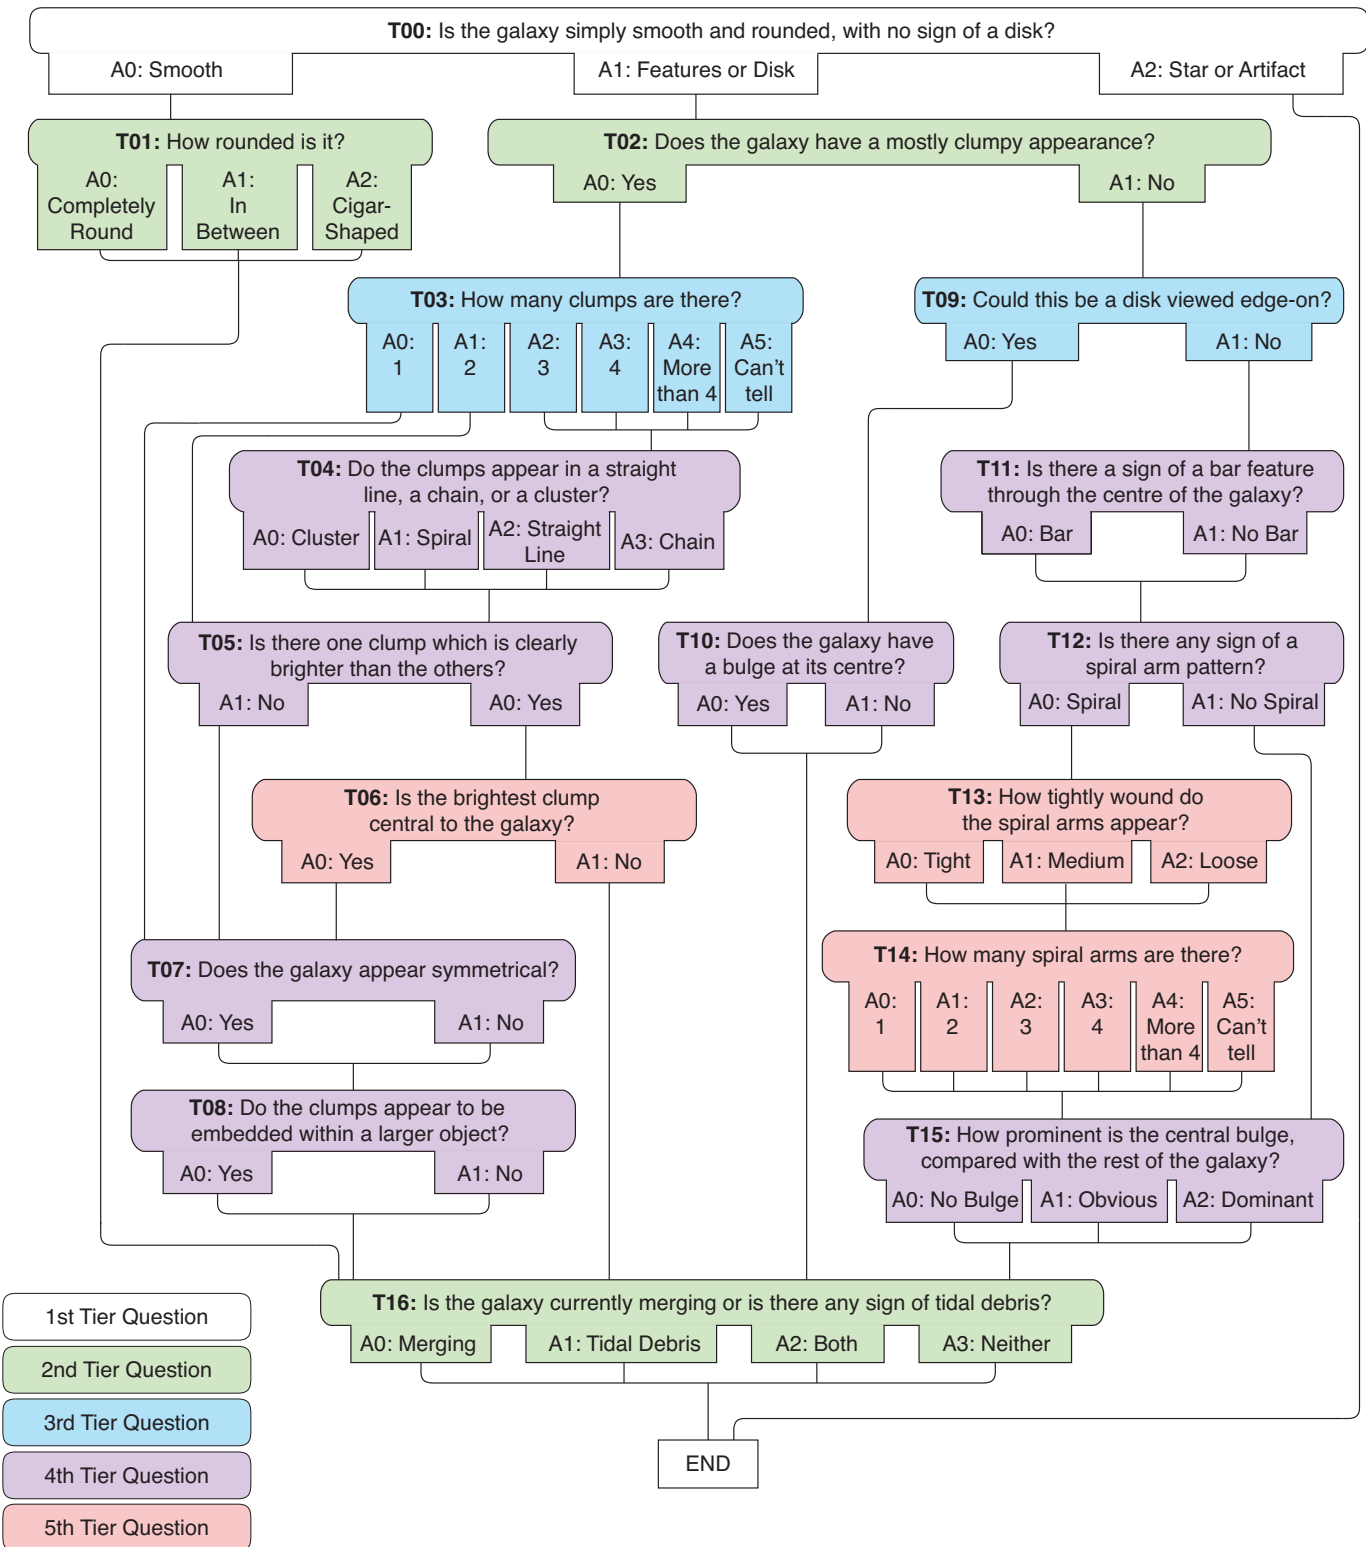 T00: Is the galaxy simply smooth and rounded, with no sign of a disk?
A0: Smooth
A1: Features or Disk
A2: Star or Artifact
T01: How rounded is it?
A0:
Completely
Round
A1:
In
Between
A2:
Cigar-
Shaped
T02: Does the galaxy have a mostly clumpy appearance?
A0: Yes
A1: No
T03: How many clumps are there?
A0:
1
A1:
2
A2:
3
A3:
4
A4:
More
than 4
A5:
Can't
tell
T09: Could this be a disk viewed edge-on?
A0: Yes
A1: No
T04: Do the clumps appear in a straight
line, a chain, or a cluster?
A0: Cluster
A1: Spiral
A2: Straight
Line
A3: Chain
T11: Is there a sign of a bar feature
through the centre of the galaxy?
A0: Bar
A1: No Bar
T05: Is there one clump which is clearly
brighter than the others?
A1: No
A0: Yes
T10: Does the galaxy have
a bulge at its centre?
A0: Yes
A1: No
T12: Is there any sign of a
spiral arm pattern?
A0: Spiral
A1: No Spiral
T06: Is the brightest clump
central to the galaxy?
A0: Yes
A1: No
T13: How tightly wound do
the spiral arms appear?
A0: Tight
A1: Medium
A2: Loose
T07: Does the galaxy appear symmetrical?
A0: Yes
A1: No
T14: How many spiral arms are there?
A0:
1
A1:
2
A2:
3
A3:
4
A4:
More
than 4
A5:
Can't
tell
T08: Do the clumps appear to be
embedded within a larger object?
A0: Yes
A1: No
T15: How prominent is the central bulge,
compared with the rest of the galaxy?
A0: No Bulge
A1: Obvious
A2: Dominant
T16: Is the galaxy currently merging or is there any sign of tidal debris?
A0: Merging
A1: Tidal Debris
A2: Both
A3: Neither
END
1st Tier Question
2nd Tier Question
3rd Tier Question
4th Tier Question
5th Tier Question